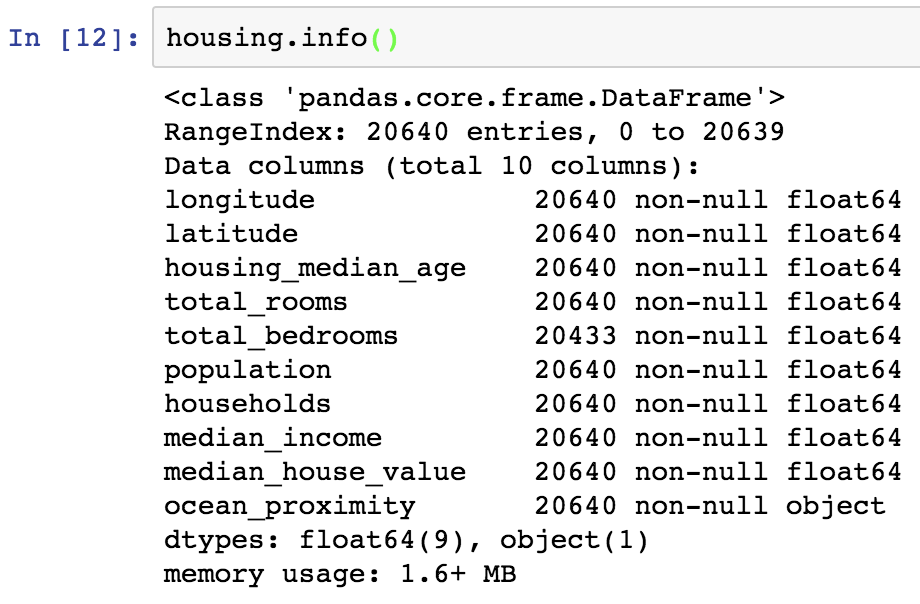 In [12]: housing.info()
<class 'pandas.core.frame.DataFrame'>
RangeIndex: 20640 entries, 0 to 20639
Data columns (total 10 columns):
longitude             20640 non-null float64
latitude              20640 non-null float64
housing_median_age    20640 non-null float64
total_rooms           20640 non-null float64
total_bedrooms        20433 non-null float64
population            20640 non-null float64
households            20640 non-null float64
median_income         20640 non-null float64
median_house_value    20640 non-null float64
ocean_proximity       20640 non-null object
dtypes: float64(9), object(1)
memory usage: 1.6+ MB